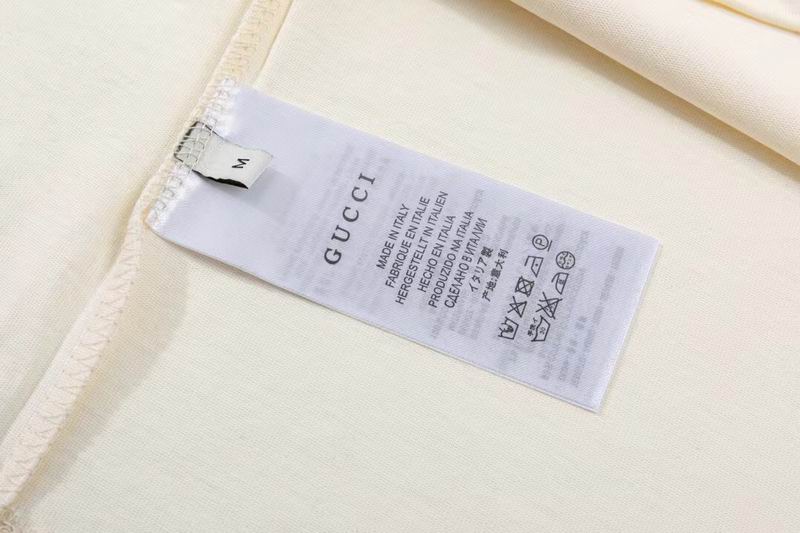 M
GUCCI
MADE IN ITALY
FABRIQUE EN ITALIE
HERGESTELLT IN ITALIEN
HECHO EN ITALIA
PRODUZIDO NA ITALIA
СДЕЛАНО В ИТАЛИИ
イタリア製
产地:意大利